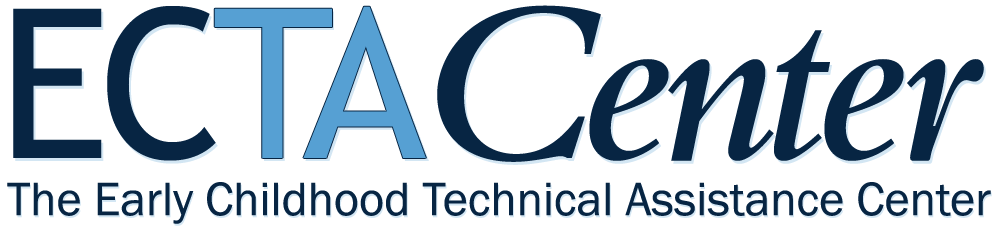 ECTACenter
The Early Childhood Technical Assistance Center